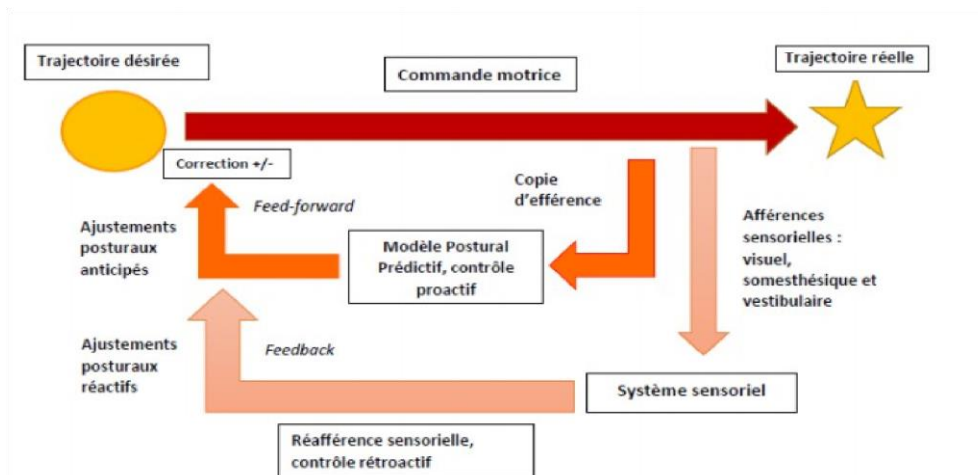 Trajectoire désirée
Commande motrice
Trajectoire réelle
Correction +/-
Copie
d'efférence
Feed-forward
Ajustements
posturaux
anticipés
Modèle Postural
Prédictif, contrôle
proactif
Afférences
sensorielles :
visuel,
somesthésique et
vestibulaire
Ajustements
posturaux
réactifs
Feedback
Système sensoriel
Réafférence sensorielle,
contrôle rétroactif